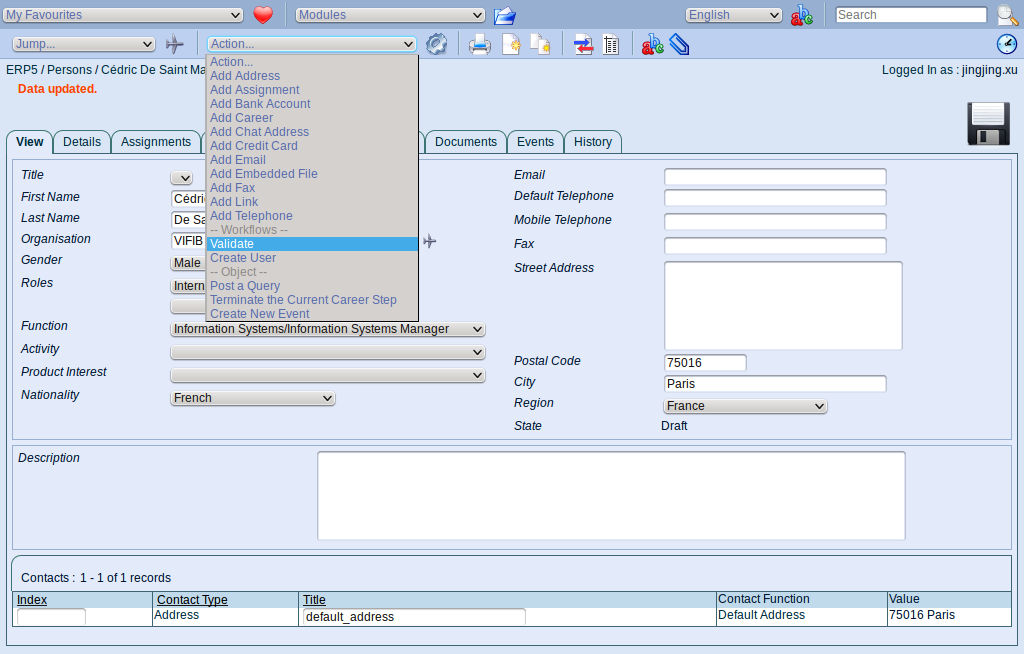 My Favourites Modules English Search
Jump... Action...
ERP5 / Persons / Cédric De Saint Ma Logged In as : jingjing.xu
Data updated.
Action...
Add Address
Add Assignment
Add Bank Account
Add Career
Add Chat Address
Add Credit Card
Add Email
Add Embedded File
Add Fax
Add Link
Add Telephone
-- Workflows --
Validate
Create User
-- Object --
Post a Query
Terminate the Current Career Step
Create New Event
View Details Assignments Documents Events History
Title
First Name Cédri
Last Name De Sa
Organisation VIFIB
Gender Male
Roles Intern
Function Information Systems/Information Systems Manager
Activity
Product Interest
Nationality French
Email
Default Telephone
Mobile Telephone
Fax
Street Address
Postal Code 75016
City Paris
Region France
State Draft
Description
Contacts : 1 - 1 of 1 records
Index Contact Type Title Contact Function Value
Address default_address Default Address 75016 Paris